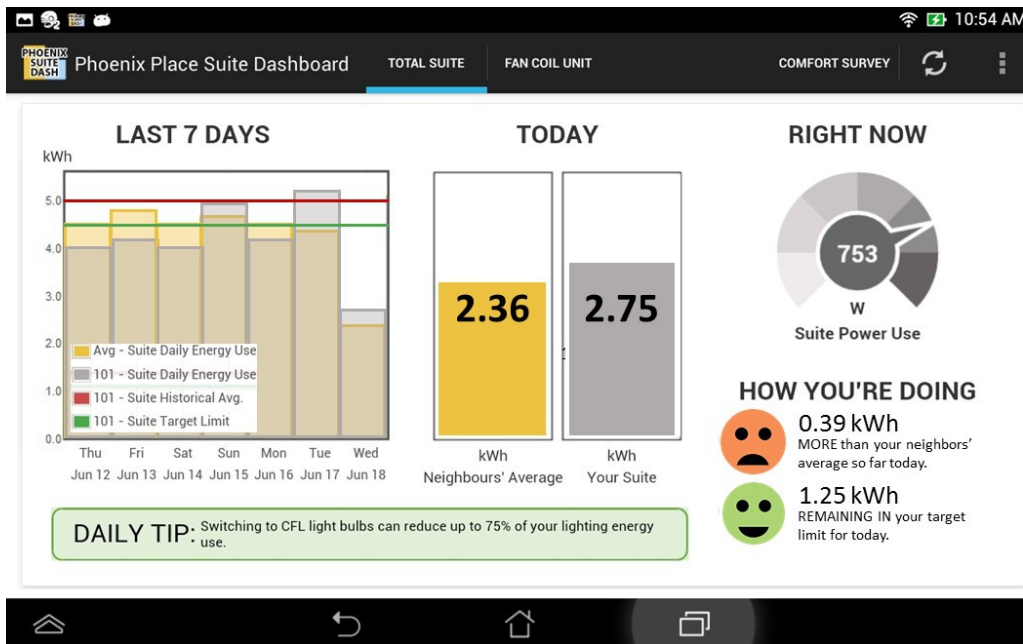 10:54 AM
PHOENIX
SUITE
DASH
Phoenix Place Suite Dashboard
TOTAL SUITE
FAN COIL UNIT
COMFORT SURVEY
LAST 7 DAYS
kWh
5.0
4.0
3.0
2.0
1.0
0.0
Avg - Suite Daily Energy Use
101 - Suite Daily Energy Use
101 - Suite Historical Avg.
101 - Suite Target Limit
Thu Fri Sat Sun Mon Tue Wed
Jun 12 Jun 13 Jun 14 Jun 15 Jun 16 Jun 17 Jun 18
TODAY
2.36
2.75
kWh
Neighbours' Average
kWh
Your Suite
RIGHT NOW
753
W
Suite Power Use
HOW YOU'RE DOING
0.39 kWh
MORE than your neighbors'
average so far today.
1.25 kWh
REMAINING IN your target
limit for today.
DAILY TIP: Switching to CFL light bulbs can reduce up to 75% of your lighting energy
use.